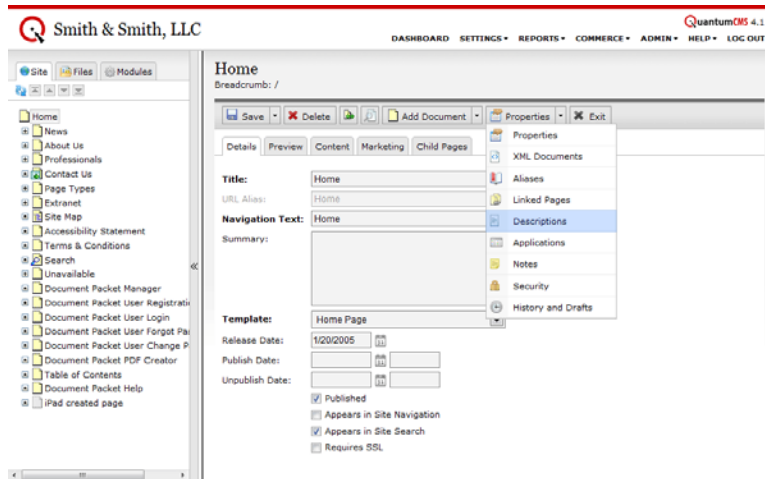 Smith & Smith, LLC
QuantumCMS 4.1
DASHBOARD SETTINGS REPORTS COMMERCE ADMIN HELP LOG OUT
Site Files Modules
Home
News
About Us
Professionals
Contact Us
Page Types
Extranet
Site Map
Accessibility Statement
Terms & Conditions
Search
Unavailable
Document Packet Manager
Document Packet User Registrati
Document Packet User Login
Document Packet User Forgot Pa
Document Packet User Change P
Document Packet PDF Creator
Table of Contents
Document Packet Help
iPad created page
Home
Breadcrumb: /
Save Delete Add Document Properties Exit
Details Preview Content Marketing Child Pages
Title: Home
URL Alias: Home
Navigation Text: Home
Summary:
Template: Home Page
Release Date: 1/20/2005
Publish Date:
Unpublish Date:
Published
Appears in Site Navigation
Appears in Site Search
Requires SSL
Properties
XML Documents
Aliases
Linked Pages
Descriptions
Applications
Notes
Security
History and Drafts